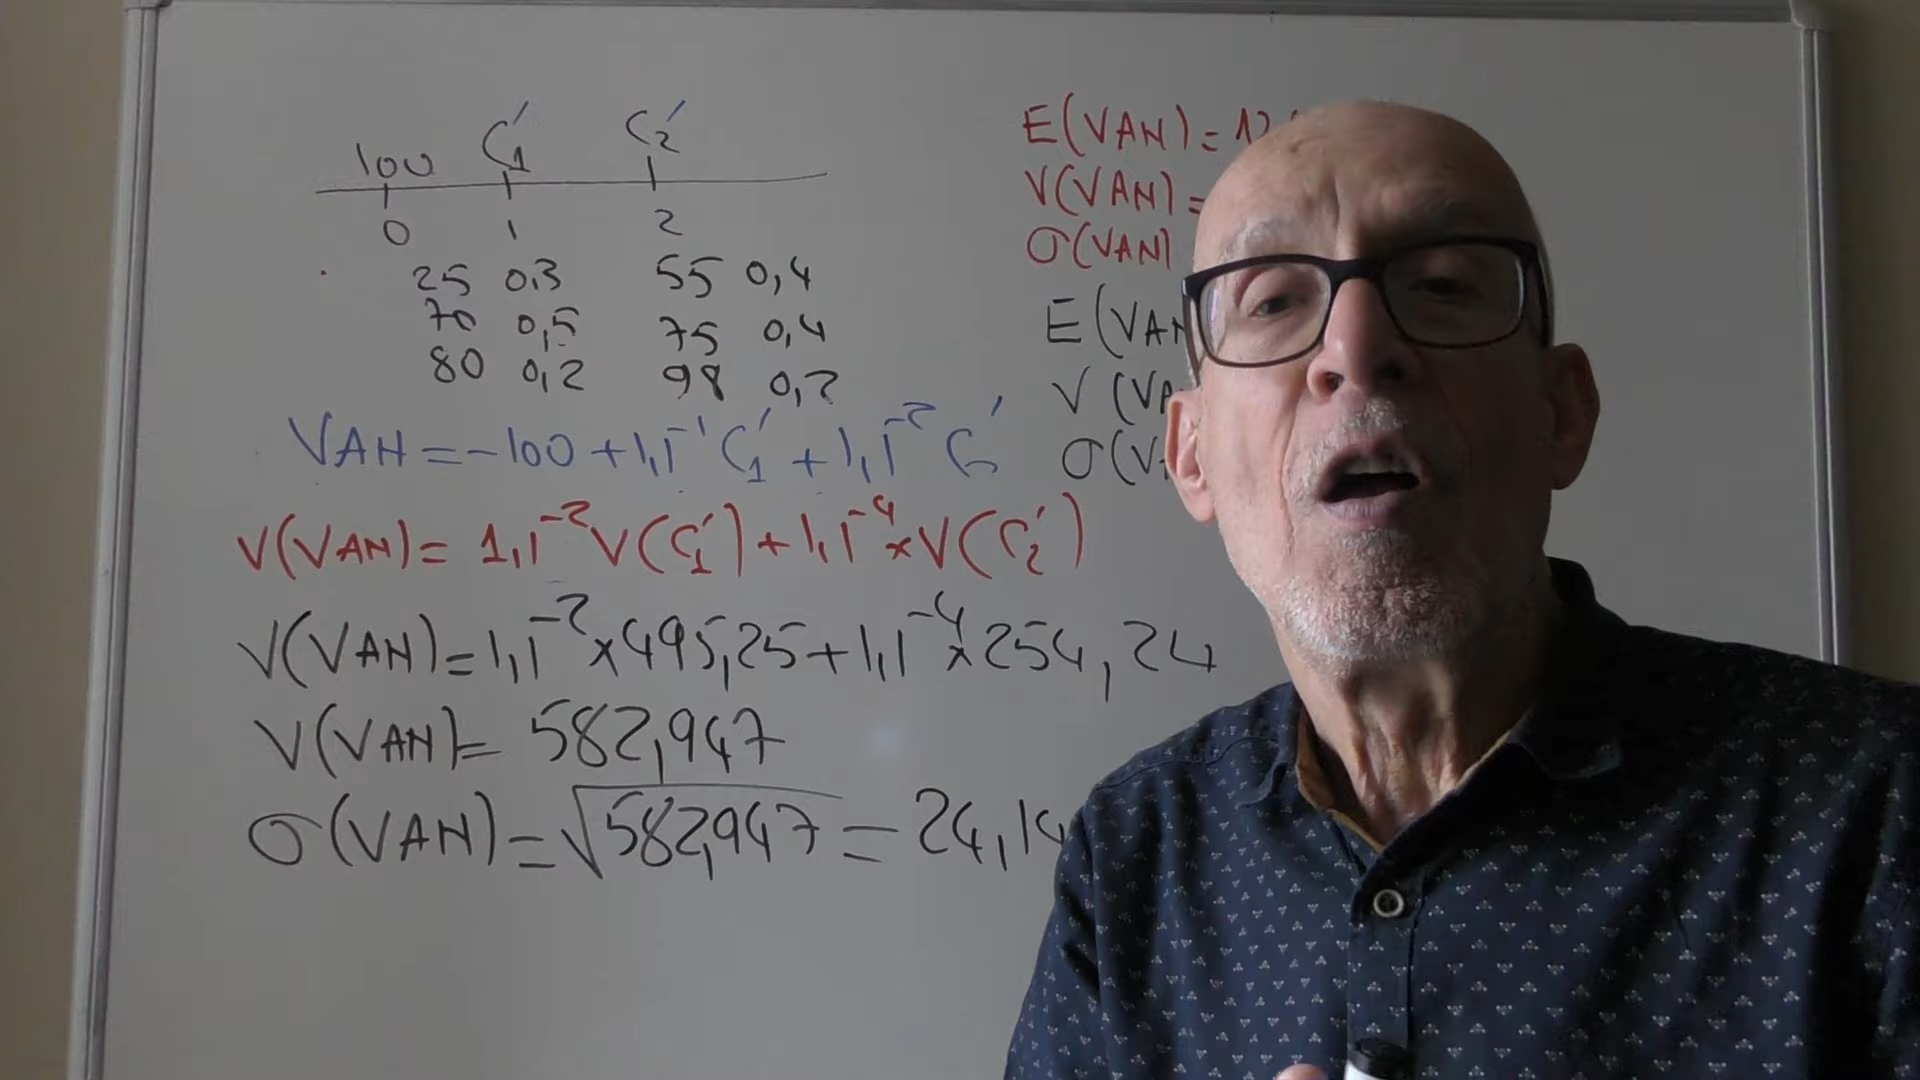 100 C₁' C₂'
0 1 2
25 0,3 55 0,4
70 0,5 75 0,4
80 0,2 98 0,2
VAN = -100 + 1,1⁻¹ C₁' + 1,1⁻² C₂'
V(VAN) = 1,1⁻² V(C₁') + 1,1⁻⁴ × V(C₂')
V(VAN) = 1,1⁻² × 495,25 + 1,1⁻⁴ × 254,24
V(VAN) = 582,947
σ(VAN) = √582,947 = 24,14
E(VAN) = 12
V(VAN) =
σ(VAN)
E(VAN
V(VA
σ(V